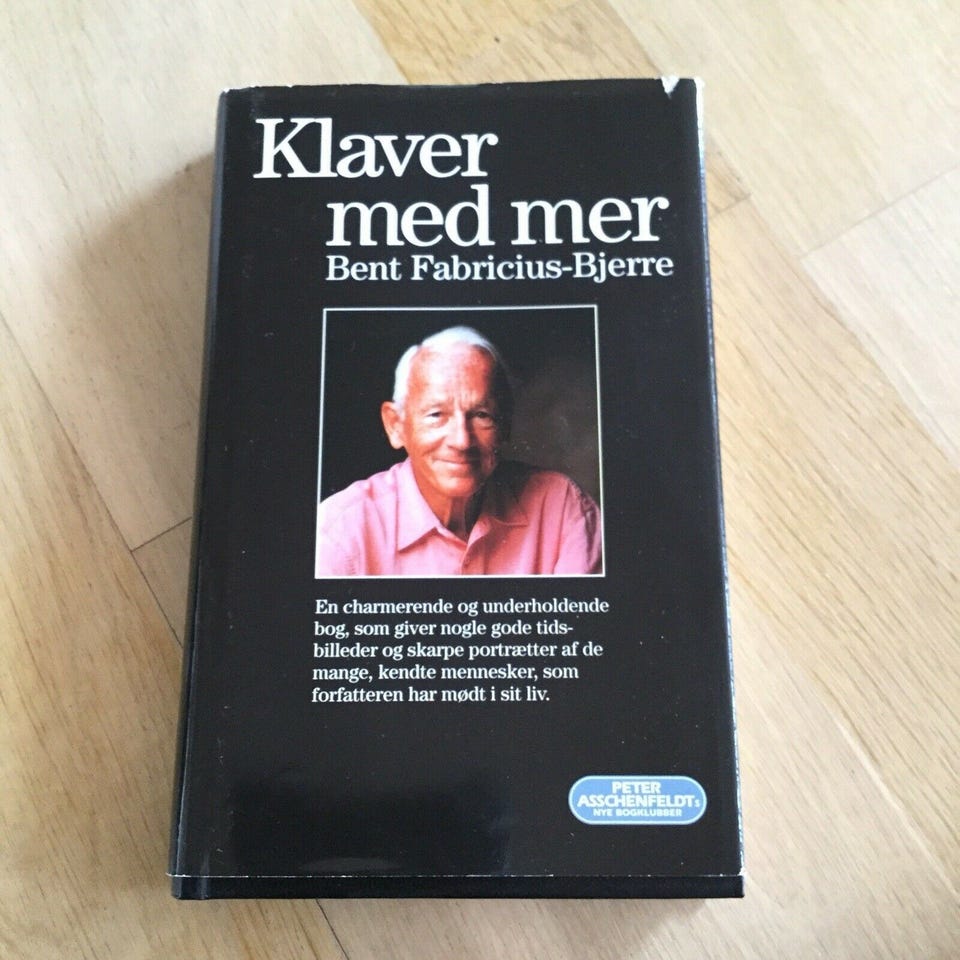 Klaver
med mer
Bent Fabricius-Bjerre
En charmerende og underholdende
bog, som giver nogle gode tids-
billeder og skarpe portrætter af de
mange, kendte mennesker, som
forfatteren har mødt i sit liv.
PETER
ASSCHENFELDTs
NYE BOGKLUBBER